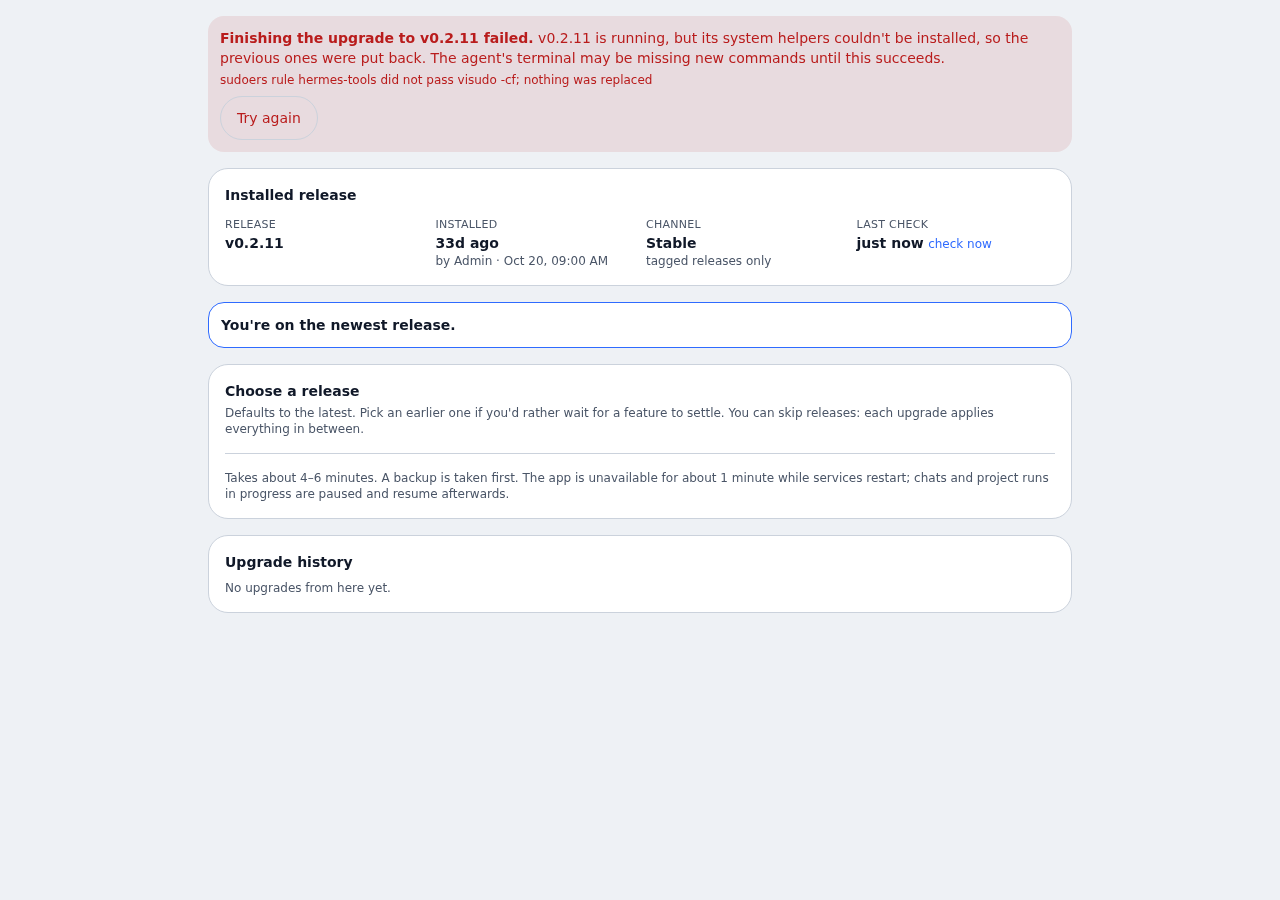 Finishing the upgrade to v0.2.11 failed. v0.2.11 is running, but its system helpers couldn't be installed, so the
previous ones were put back. The agent's terminal may be missing new commands until this succeeds.
sudoers rule hermes-tools did not pass visudo -cf; nothing was replaced
Try again
Installed release
RELEASE
v0.2.11
INSTALLED
33d ago
by Admin · Oct 20, 09:00 AM
CHANNEL
Stable
tagged releases only
LAST CHECK
just now check now
You're on the newest release.
Choose a release
Defaults to the latest. Pick an earlier one if you'd rather wait for a feature to settle. You can skip releases: each upgrade applies
everything in between.
Takes about 4–6 minutes. A backup is taken first. The app is unavailable for about 1 minute while services restart; chats and project runs
in progress are paused and resume afterwards.
Upgrade history
No upgrades from here yet.